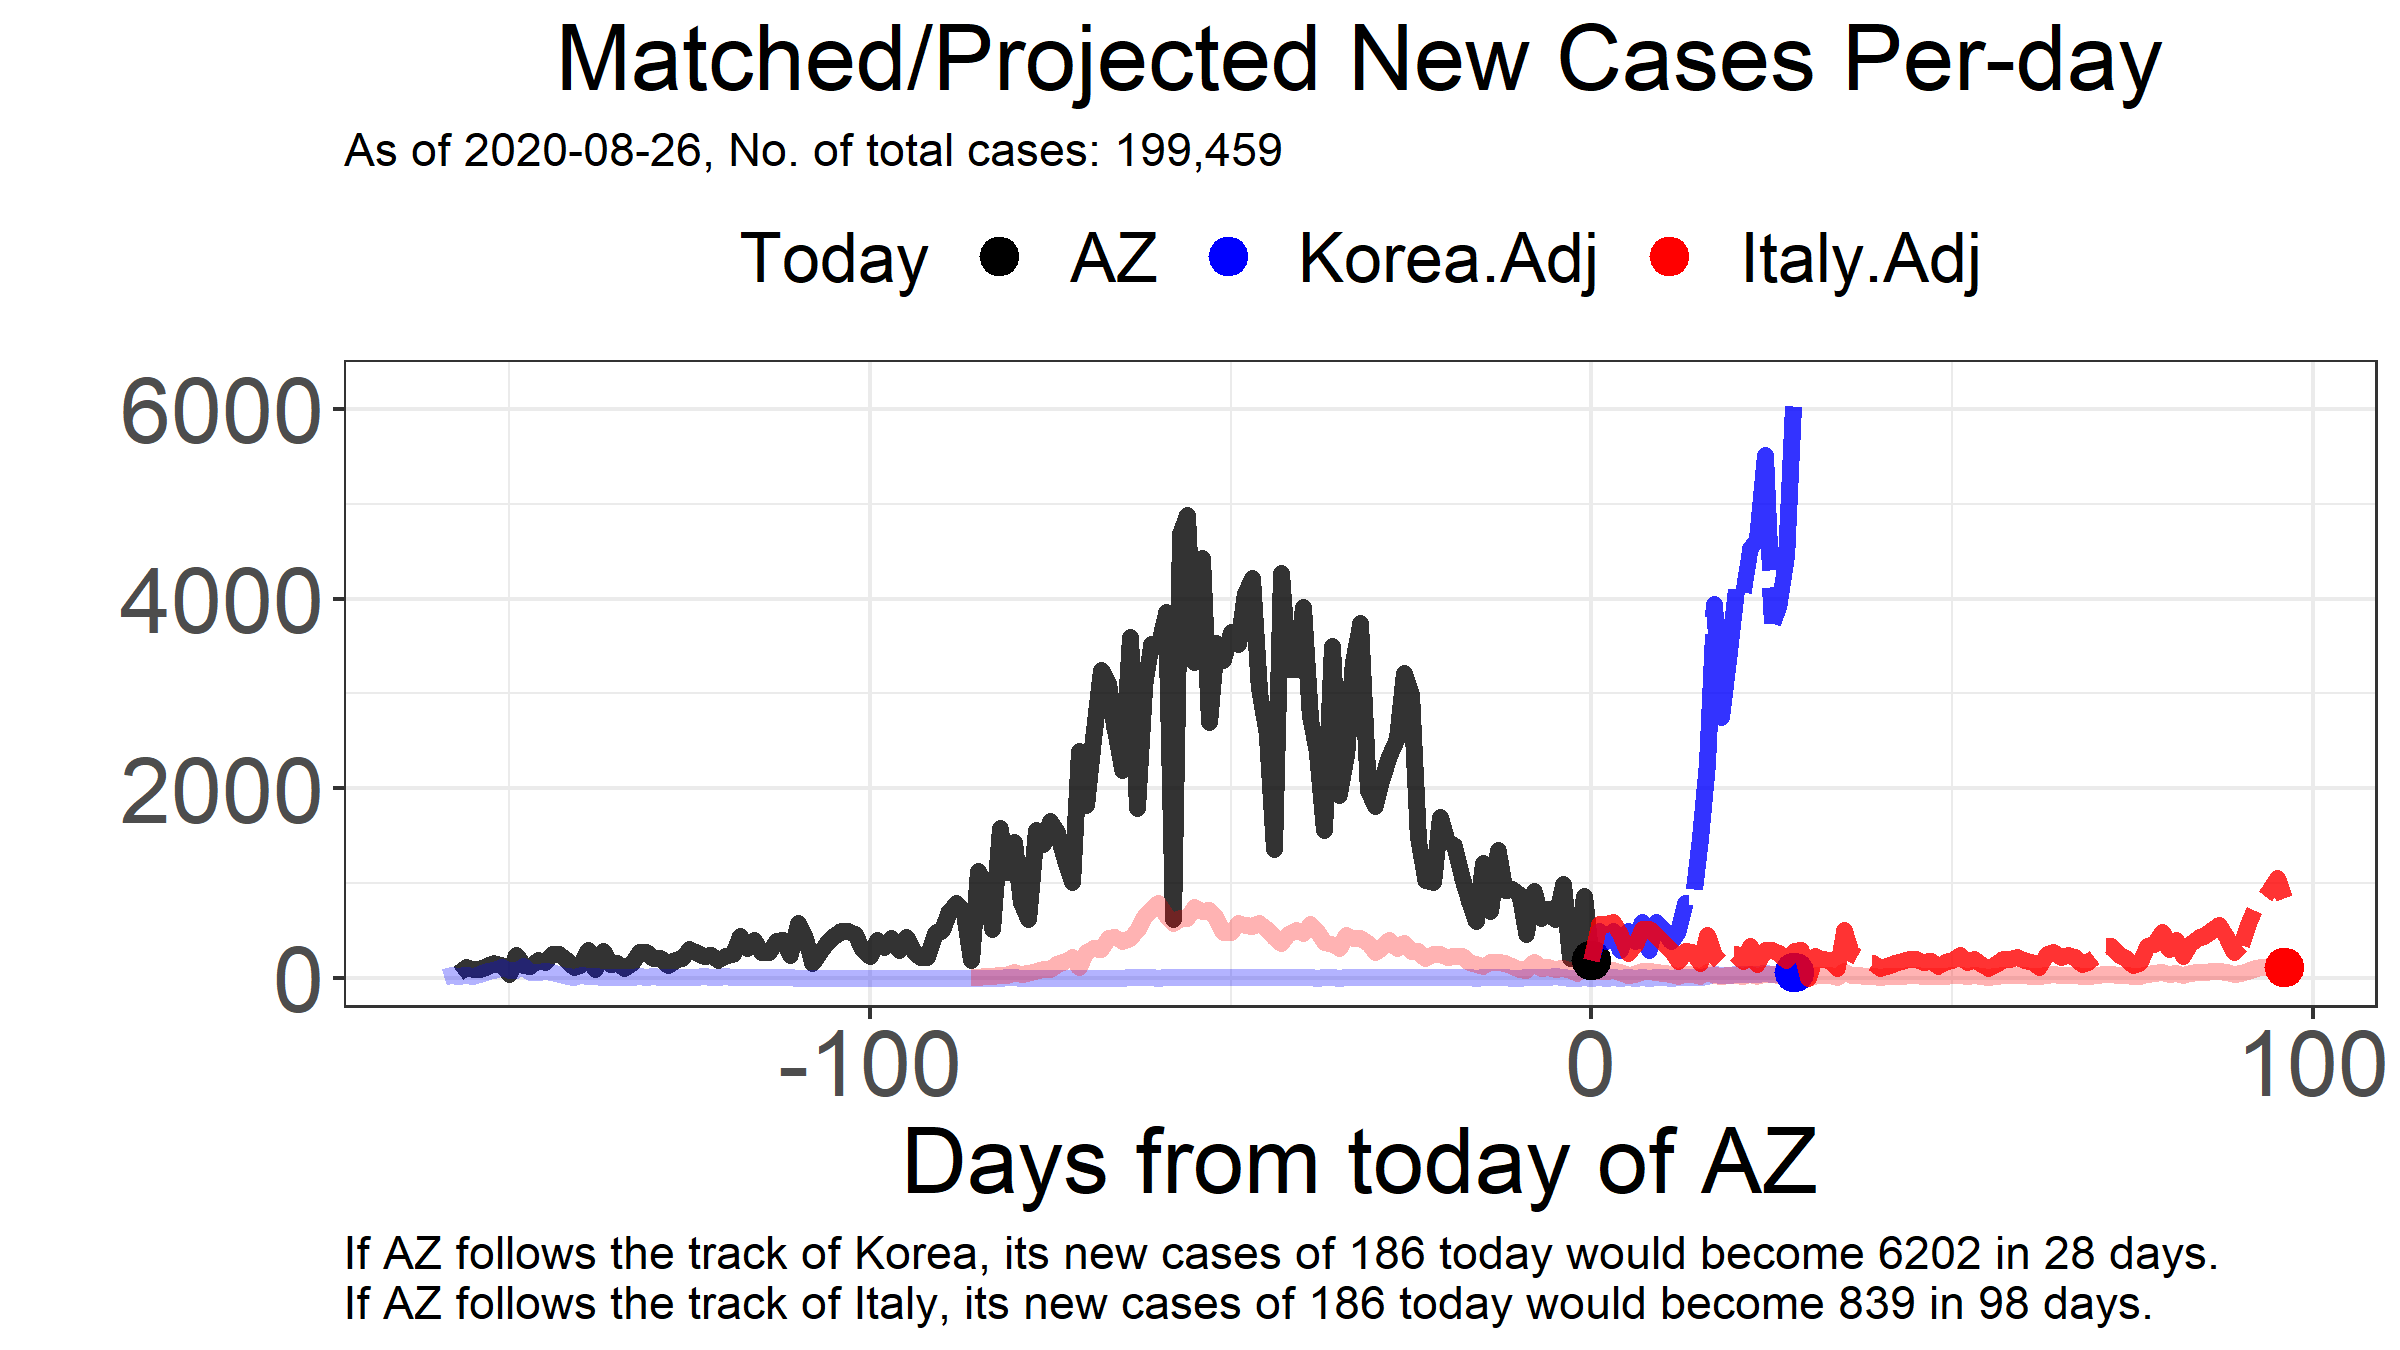 Matched/Projected New Cases Per-day
As of 2020-08-26, No. of total cases: 199,459
Today AZ Korea.Adj Italy.Adj
6000
4000
2000
0
-100 0 100
Days from today of AZ
If AZ follows the track of Korea, its new cases of 186 today would become 6202 in 28 days.
If AZ follows the track of Italy, its new cases of 186 today would become 839 in 98 days.